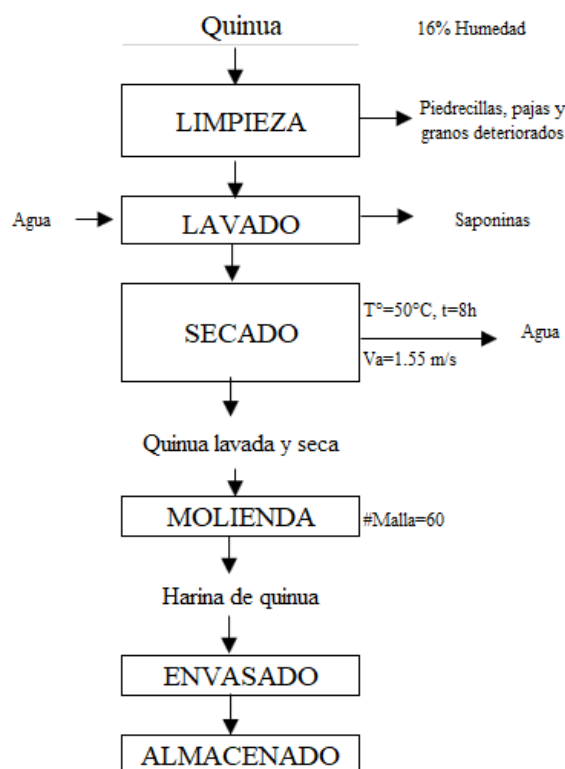 Quinua
16% Humedad
LIMPIEZA
Piedrecillas, pajas y
granos deteriorados
Agua
LAVADO
Saponinas
SECADO
T°=50°C, t=8h
Agua
Va=1.55 m/s
Quinua lavada y seca
MOLIENDA
#Malla=60
Harina de quinua
ENVASADO
ALMACENADO